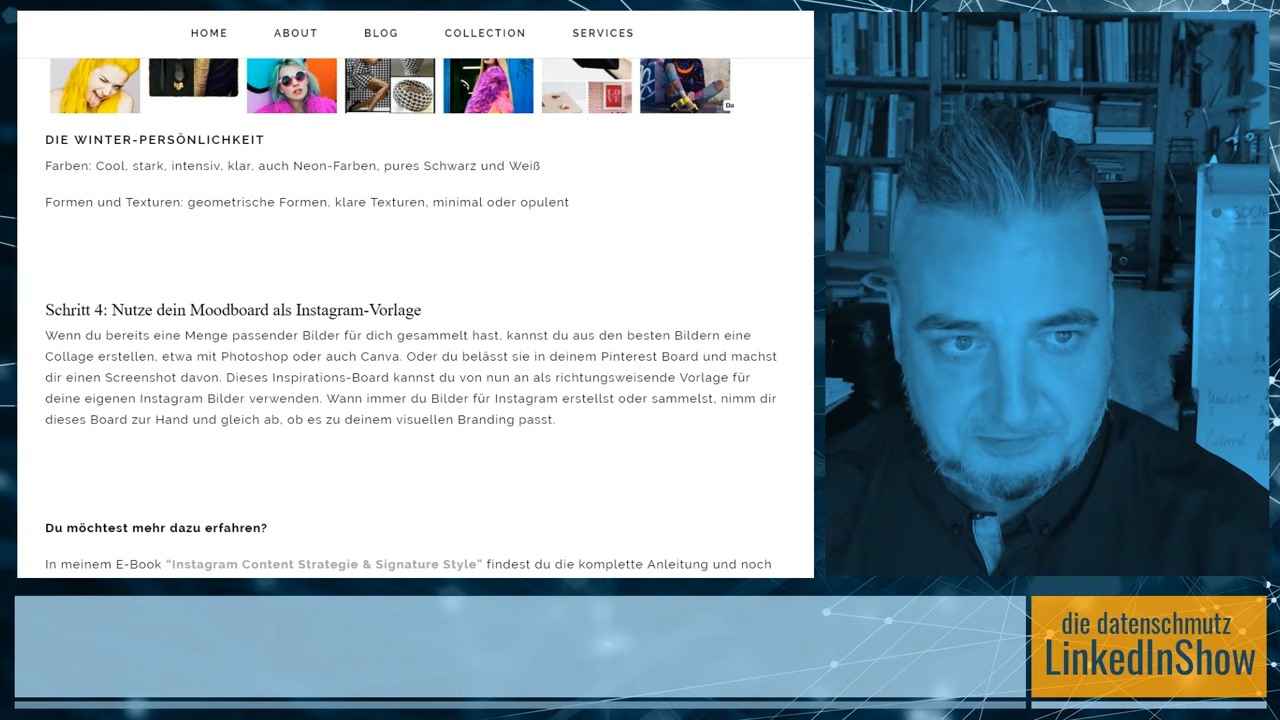 HOME ABOUT BLOG COLLECTION SERVICES
DIE WINTER-PERSÖNLICHKEIT
Farben: Cool, stark, intensiv, klar, auch Neon-Farben, pures Schwarz und Weiß
Formen und Texturen: geometrische Formen, klare Texturen, minimal oder opulent
Schritt 4: Nutze dein Moodboard als Instagram-Vorlage
Wenn du bereits eine Menge passender Bilder für dich gesammelt hast, kannst du aus den besten Bildern eine
Collage erstellen, etwa mit Photoshop oder auch Canva. Oder du belässt sie in deinem Pinterest Board und machst
dir einen Screenshot davon. Dieses Inspirations-Board kannst du von nun an als richtungsweisende Vorlage für
deine eigenen Instagram Bilder verwenden. Wann immer du Bilder für Instagram erstellst oder sammelst, nimm dir
dieses Board zur Hand und gleich ab, ob es zu deinem visuellen Branding passt.
Du möchtest mehr dazu erfahren?
In meinem E-Book “Instagram Content Strategie & Signature Style” findest du die komplette Anleitung und noch
die datenschmutz
LinkedInShow